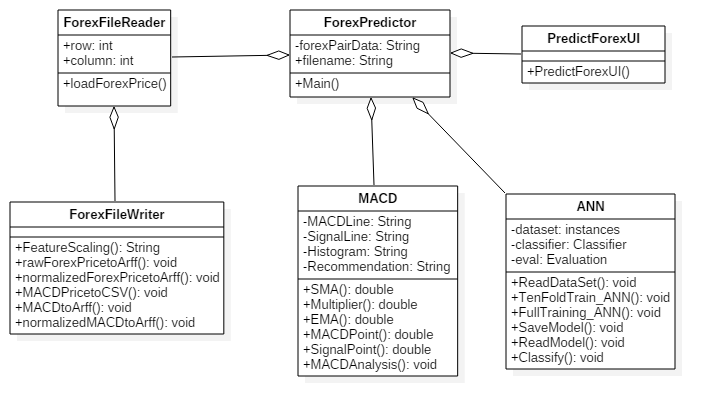 ForexFileReader
+row: int
+column: int
+loadForexPrice()
ForexPredictor
-forexPairData: String
+filename: String
+Main()
PredictForexUI
+PredictForexUI()
ForexFileWriter
+FeatureScaling(): String
+rawForexPricetoArff(): void
+normalizedForexPricetoArff(): void
+MACDPricetoCSV(): void
+MACDtoArff(): void
+normalizedMACDtoArff(): void
MACD
-MACDLine: String
-SignalLine: String
-Histogram: String
-Recommendation: String
+SMA(): double
+Multiplier(): double
+EMA(): double
+MACDPoint(): double
+SignalPoint(): double
+MACDAnalysis(): void
ANN
-dataset: instances
-classifier: Classifier
-eval: Evaluation
+ReadDataSet(): void
+TenFoldTrain_ANN(): void
+FullTraining_ANN(): void
+SaveModel(): void
+ReadModel(): void
+Classify(): void